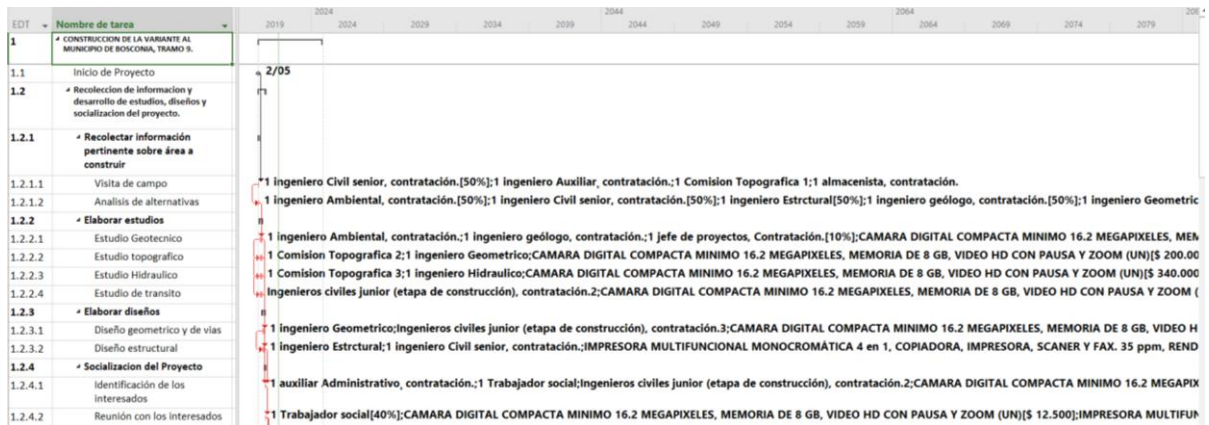 2024 2044 2064
EDT Nombre de tarea 2019 2024 2029 2034 2039 2044 2049 2054 2059 2064 2069 2074 2079
1 CONSTRUCCION DE LA VARIANTE AL
MUNICIPIO DE BOSCONIA, TRAMO 9.
1.1 Inicio de Proyecto 2/05
1.2 Recoleccion de informacion y
desarrollo de estudios, diseños y
socializacion del proyecto.
1.2.1 Recolectar información
pertinente sobre área a
construir
1.2.1.1 Visita de campo 1 ingeniero Civil senior, contratación.[50%];1 ingeniero Auxiliar, contratación.;1 Comision Topografica 1;1 almacenista, contratación.
1.2.1.2 Analisis de alternativas 1 ingeniero Ambiental, contratación.[50%];1 ingeniero Civil senior, contratación.[50%];1 ingeniero Estrctural[50%];1 ingeniero geólogo, contratación.[50%];1 ingeniero Geometric
1.2.2 Elaborar estudios
1.2.2.1 Estudio Geotecnico 1 ingeniero Ambiental, contratación.;1 ingeniero geólogo, contratación.;1 jefe de proyectos, Contratación.[10%];CAMARA DIGITAL COMPACTA MINIMO 16.2 MEGAPIXELES, MEM
1.2.2.2 Estudio topografico 1 Comision Topografica 2;1 ingeniero Geometrico;CAMARA DIGITAL COMPACTA MINIMO 16.2 MEGAPIXELES, MEMORIA DE 8 GB, VIDEO HD CON PAUSA Y ZOOM (UN)[$ 200.00
1.2.2.3 Estudio Hidraulico 1 Comision Topografica 3;1 ingeniero Hidraulico;CAMARA DIGITAL COMPACTA MINIMO 16.2 MEGAPIXELES, MEMORIA DE 8 GB, VIDEO HD CON PAUSA Y ZOOM (UN)[$ 340.000
1.2.2.4 Estudio de transito Ingenieros civiles junior (etapa de construcción), contratación.2;CAMARA DIGITAL COMPACTA MINIMO 16.2 MEGAPIXELES, MEMORIA DE 8 GB, VIDEO HD CON PAUSA Y ZOOM (
1.2.3 Elaborar diseños
1.2.3.1 Diseño geometrico y de vias 1 ingeniero Geometrico;Ingenieros civiles junior (etapa de construcción), contratación.3;CAMARA DIGITAL COMPACTA MINIMO 16.2 MEGAPIXELES, MEMORIA DE 8 GB, VIDEO H
1.2.3.2 Diseño estructural 1 ingeniero Estrctural;1 ingeniero Civil senior, contratación.;IMPRESORA MULTIFUNCIONAL MONOCROMÁTICA 4 en 1, COPIADORA, IMPRESORA, SCANER Y FAX. 35 ppm, REND
1.2.4 Socializacion del Proyecto
1.2.4.1 Identificación de los
interesados 1 auxiliar Administrativo, contratación.;1 Trabajador social;Ingenieros civiles junior (etapa de construcción), contratación.2;CAMARA DIGITAL COMPACTA MINIMO 16.2 MEGAPIX
1.2.4.2 Reunión con los interesados 1 Trabajador social[40%];CAMARA DIGITAL COMPACTA MINIMO 16.2 MEGAPIXELES, MEMORIA DE 8 GB, VIDEO HD CON PAUSA Y ZOOM (UN)[$ 12.500];IMPRESORA MULTIFUN